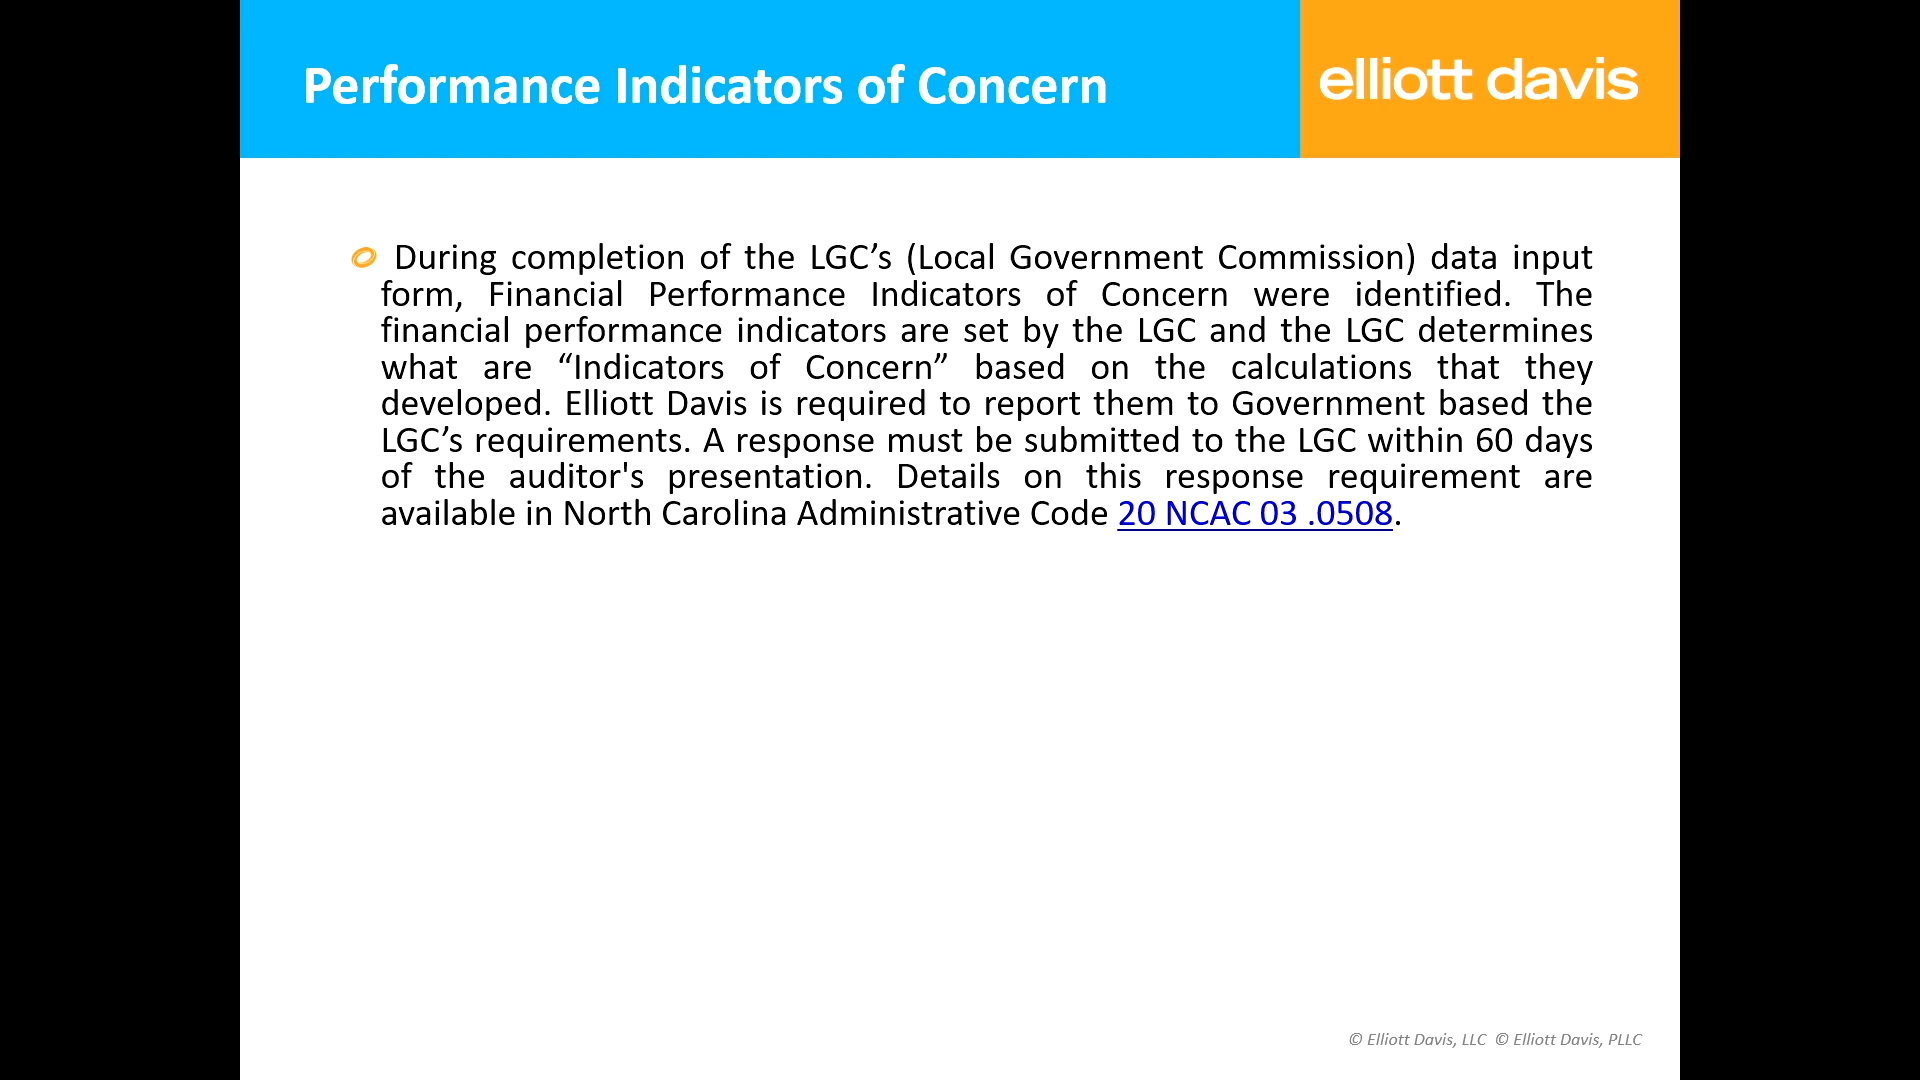 Performance Indicators of Concern
elliott davis
During completion of the LGC’s (Local Government Commission) data input
form, Financial Performance Indicators of Concern were identified. The
financial performance indicators are set by the LGC and the LGC determines
what are “Indicators of Concern” based on the calculations that they
developed. Elliott Davis is required to report them to Government based the
LGC’s requirements. A response must be submitted to the LGC within 60 days
of the auditor's presentation. Details on this response requirement are
available in North Carolina Administrative Code 20 NCAC 03 .0508.
© Elliott Davis, LLC © Elliott Davis, PLLC